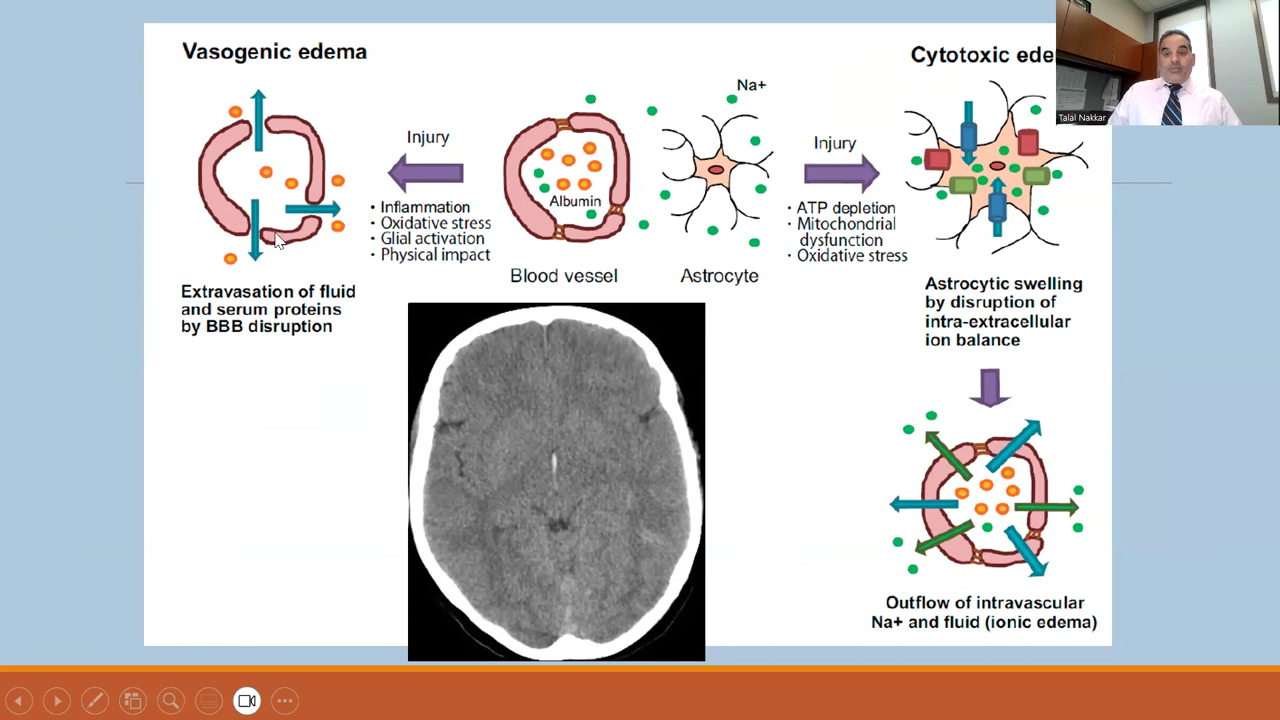 Vasogenic edema
Injury
· Inflammation
· Oxidative stress
· Glial activation
· Physical impact
Extravasation of fluid
and serum proteins
by BBB disruption
Albumin
Blood vessel
Na+
Astrocyte
Injury
· ATP depletion
· Mitochondrial
dysfunction
· Oxidative stress
Cytotoxic ede
Talal Nakkar
Astrocytic swelling
by disruption of
intra-extracellular
ion balance
Outflow of intravascular
Na+ and fluid (ionic edema)